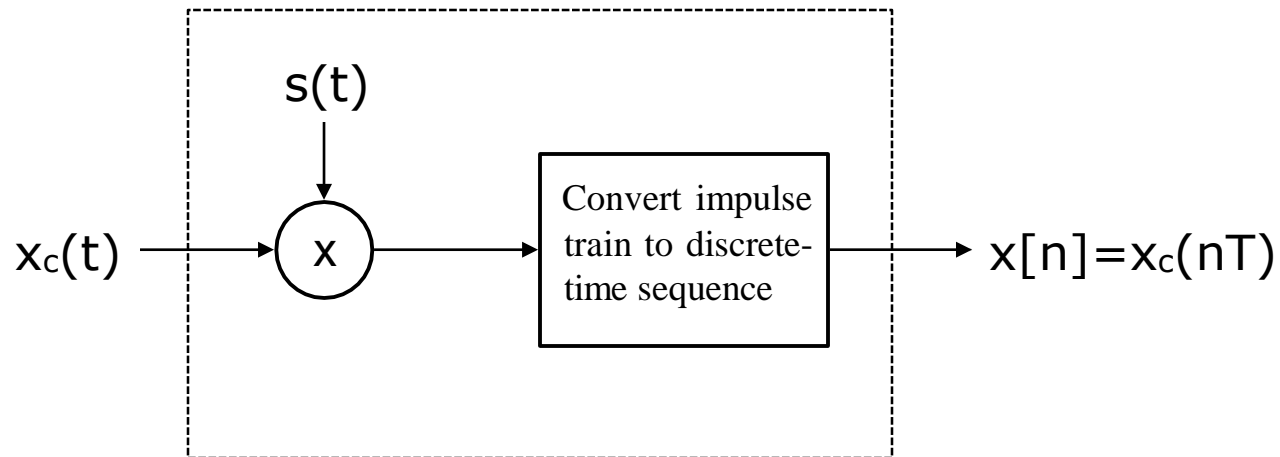 s(t)
Convert impulse
train to discrete-
time sequence
xc(t)
x
x[n]=xc(nT)